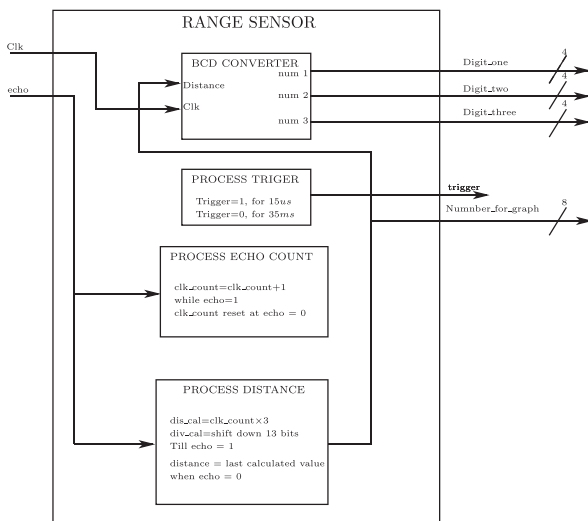 RANGE SENSOR
Clk
echo
BCD CONVERTER
num 1
Distance
num 2
Clk
num 3
Digit_one
4
Digit_two
4
Digit_three
4
PROCESS TRIGER
Trigger=1, for 15us
Trigger=0, for 35ms
trigger
Numnber_for_graph
8
PROCESS ECHO COUNT
clk_count=clk_count+1
while echo=1
clk_count reset at echo = 0
PROCESS DISTANCE
dis_cal=clk_count×3
div_cal=shift down 13 bits
Till echo = 1
distance = last calculated value
when echo = 0